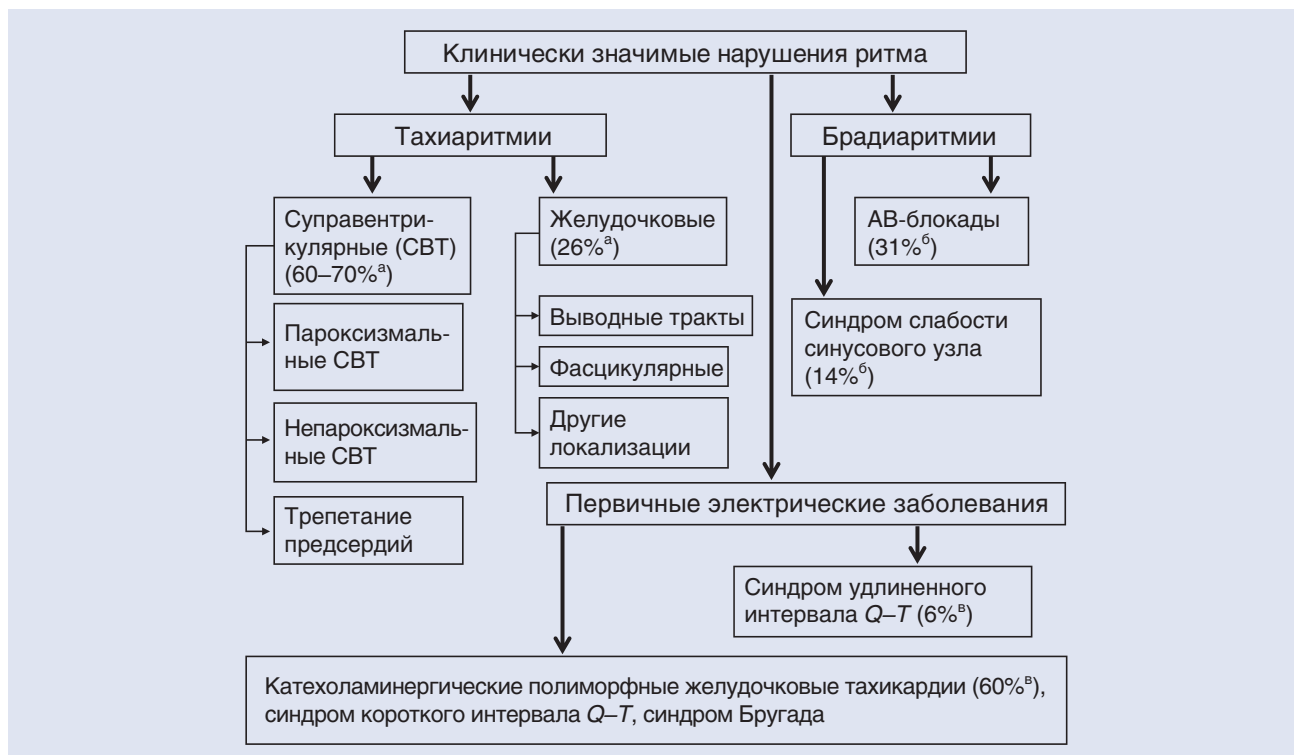 Клинически значимые нарушения ритма
Тахиаритмии
Брадиаритмии
Суправентри-
кулярные (СВТ)
(60–70%ᵃ)
Желудочковые
(26%ᵃ)
АВ-блокады
(31%ᵇ)
Выводные тракты
Синдром слабости
синусового узла
(14%ᵇ)
Пароксизмаль-
ные СВТ
Фасцикулярные
Непароксизмаль-
ные СВТ
Другие
локализации
Первичные электрические заболевания
Трепетание
предсердий
Синдром удлиненного
интервала Q–T (6%ᵛ)
Катехоламинергические полиморфные желудочковые тахикардии (60%ᵛ),
синдром короткого интервала Q–T, синдром Бругада